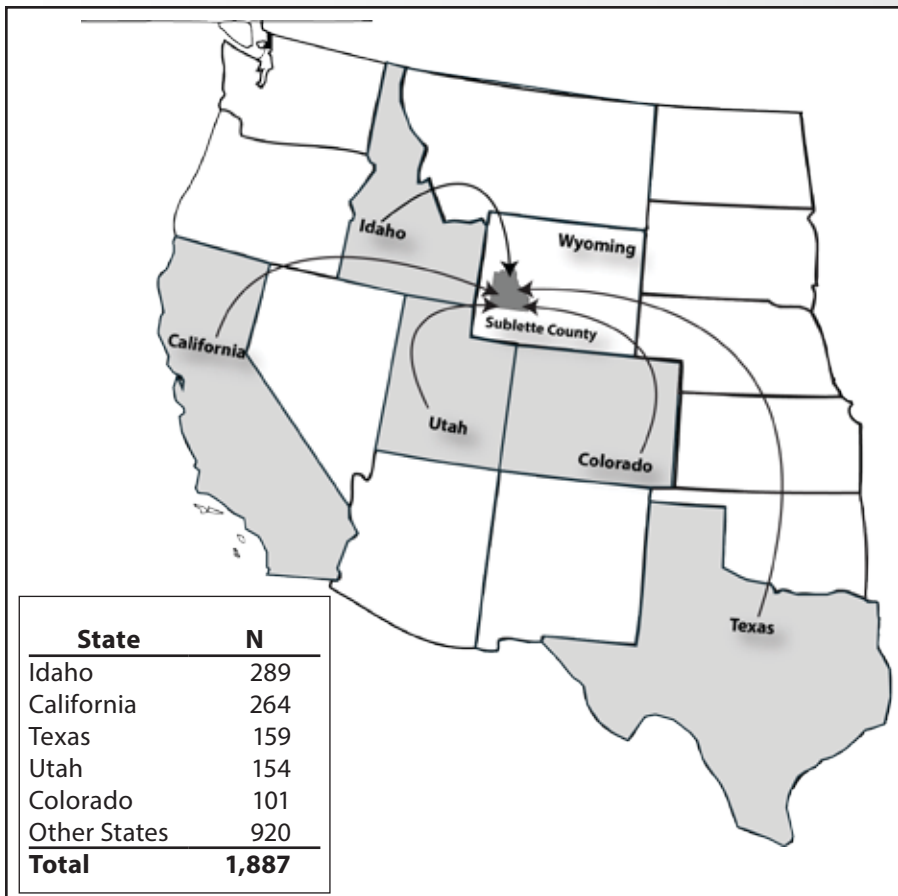 Idaho
Wyoming
Sublette County
California
Utah
Colorado
Texas
State N
Idaho 289
California 264
Texas 159
Utah 154
Colorado 101
Other States 920
Total 1,887